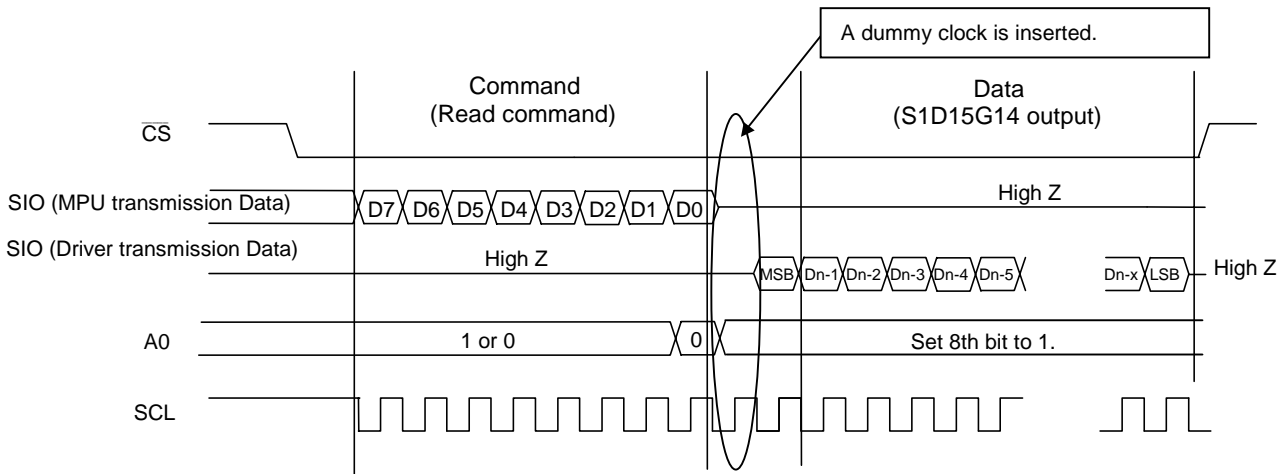 A dummy clock is inserted.
Command
(Read command)
Data
(S1D15G14 output)
CS
SIO (MPU transmission Data)
D7 D6 D5 D4 D3 D2 D1 D0
High Z
SIO (Driver transmission Data)
High Z
MSB Dn-1 Dn-2 Dn-3 Dn-4 Dn-5 Dn-x LSB
High Z
A0
1 or 0
0
Set 8th bit to 1.
SCL